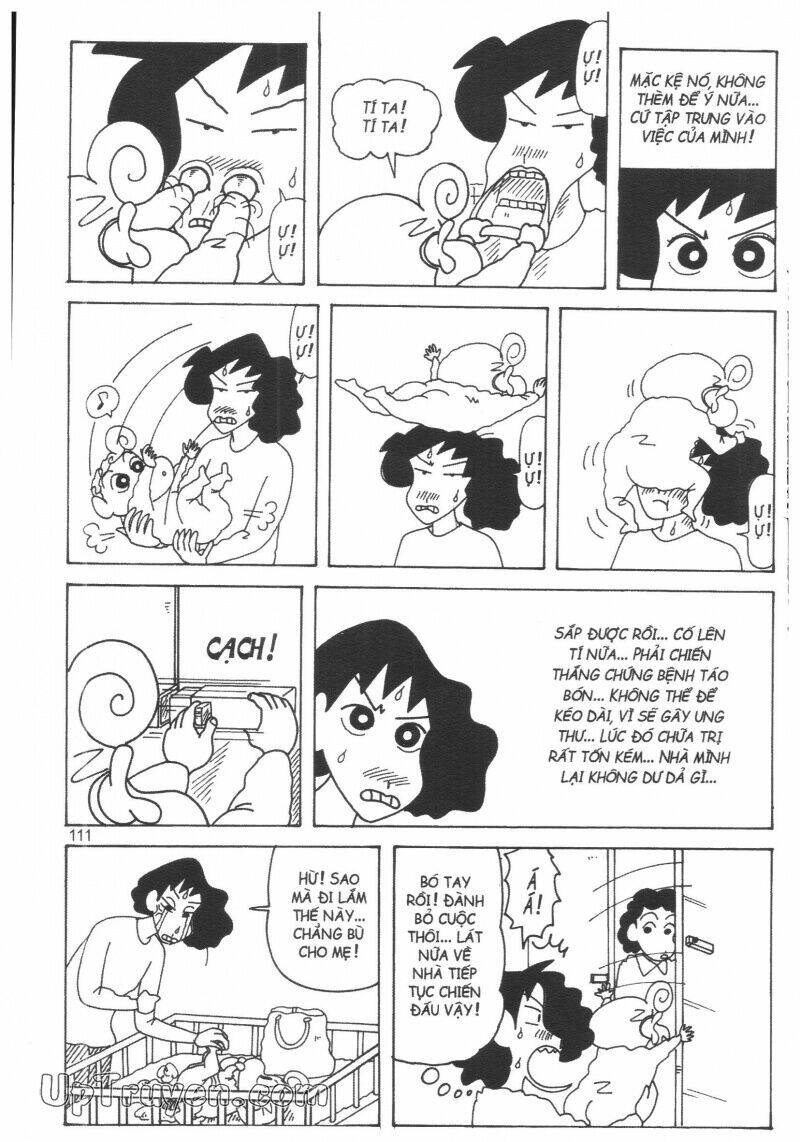 Ự!
Ự!
TÍ TA!
TÍ TA!
Ự!
Ự!
MẶC KỆ NÓ, KHÔNG
THÈM ĐỂ Ý NỮA...
CỨ TẬP TRUNG VÀO
VIỆC CỦA MÌNH!
Ự!
Ự!
Ự!
Ự!
Ự!
Ự!
CẠCH!
SẮP ĐƯỢC RỒI... CỐ LÊN
TÍ NỮA... PHẢI CHIẾN
THẮNG CHỨNG BỆNH TÁO
BÓN... KHÔNG THỂ ĐỂ
KÉO DÀI, VÌ SẼ GÂY UNG
THƯ... LÚC ĐÓ CHỮA TRỊ
RẤT TỐN KÉM... NHÀ MÌNH
LẠI KHÔNG DƯ DẢ GÌ...
111
HỪ! SAO
MÀ ĐI LẮM
THẾ NÀY...
CHẲNG BÙ
CHO MẸ!
BÓ TAY
RỒI! ĐÀNH
BỎ CUỘC
THÔI... LÁT
NỮA VỀ
NHÀ TIẾP
TỤC CHIẾN
ĐẤU VẬY!
Á
Á!
UpTruyen.com